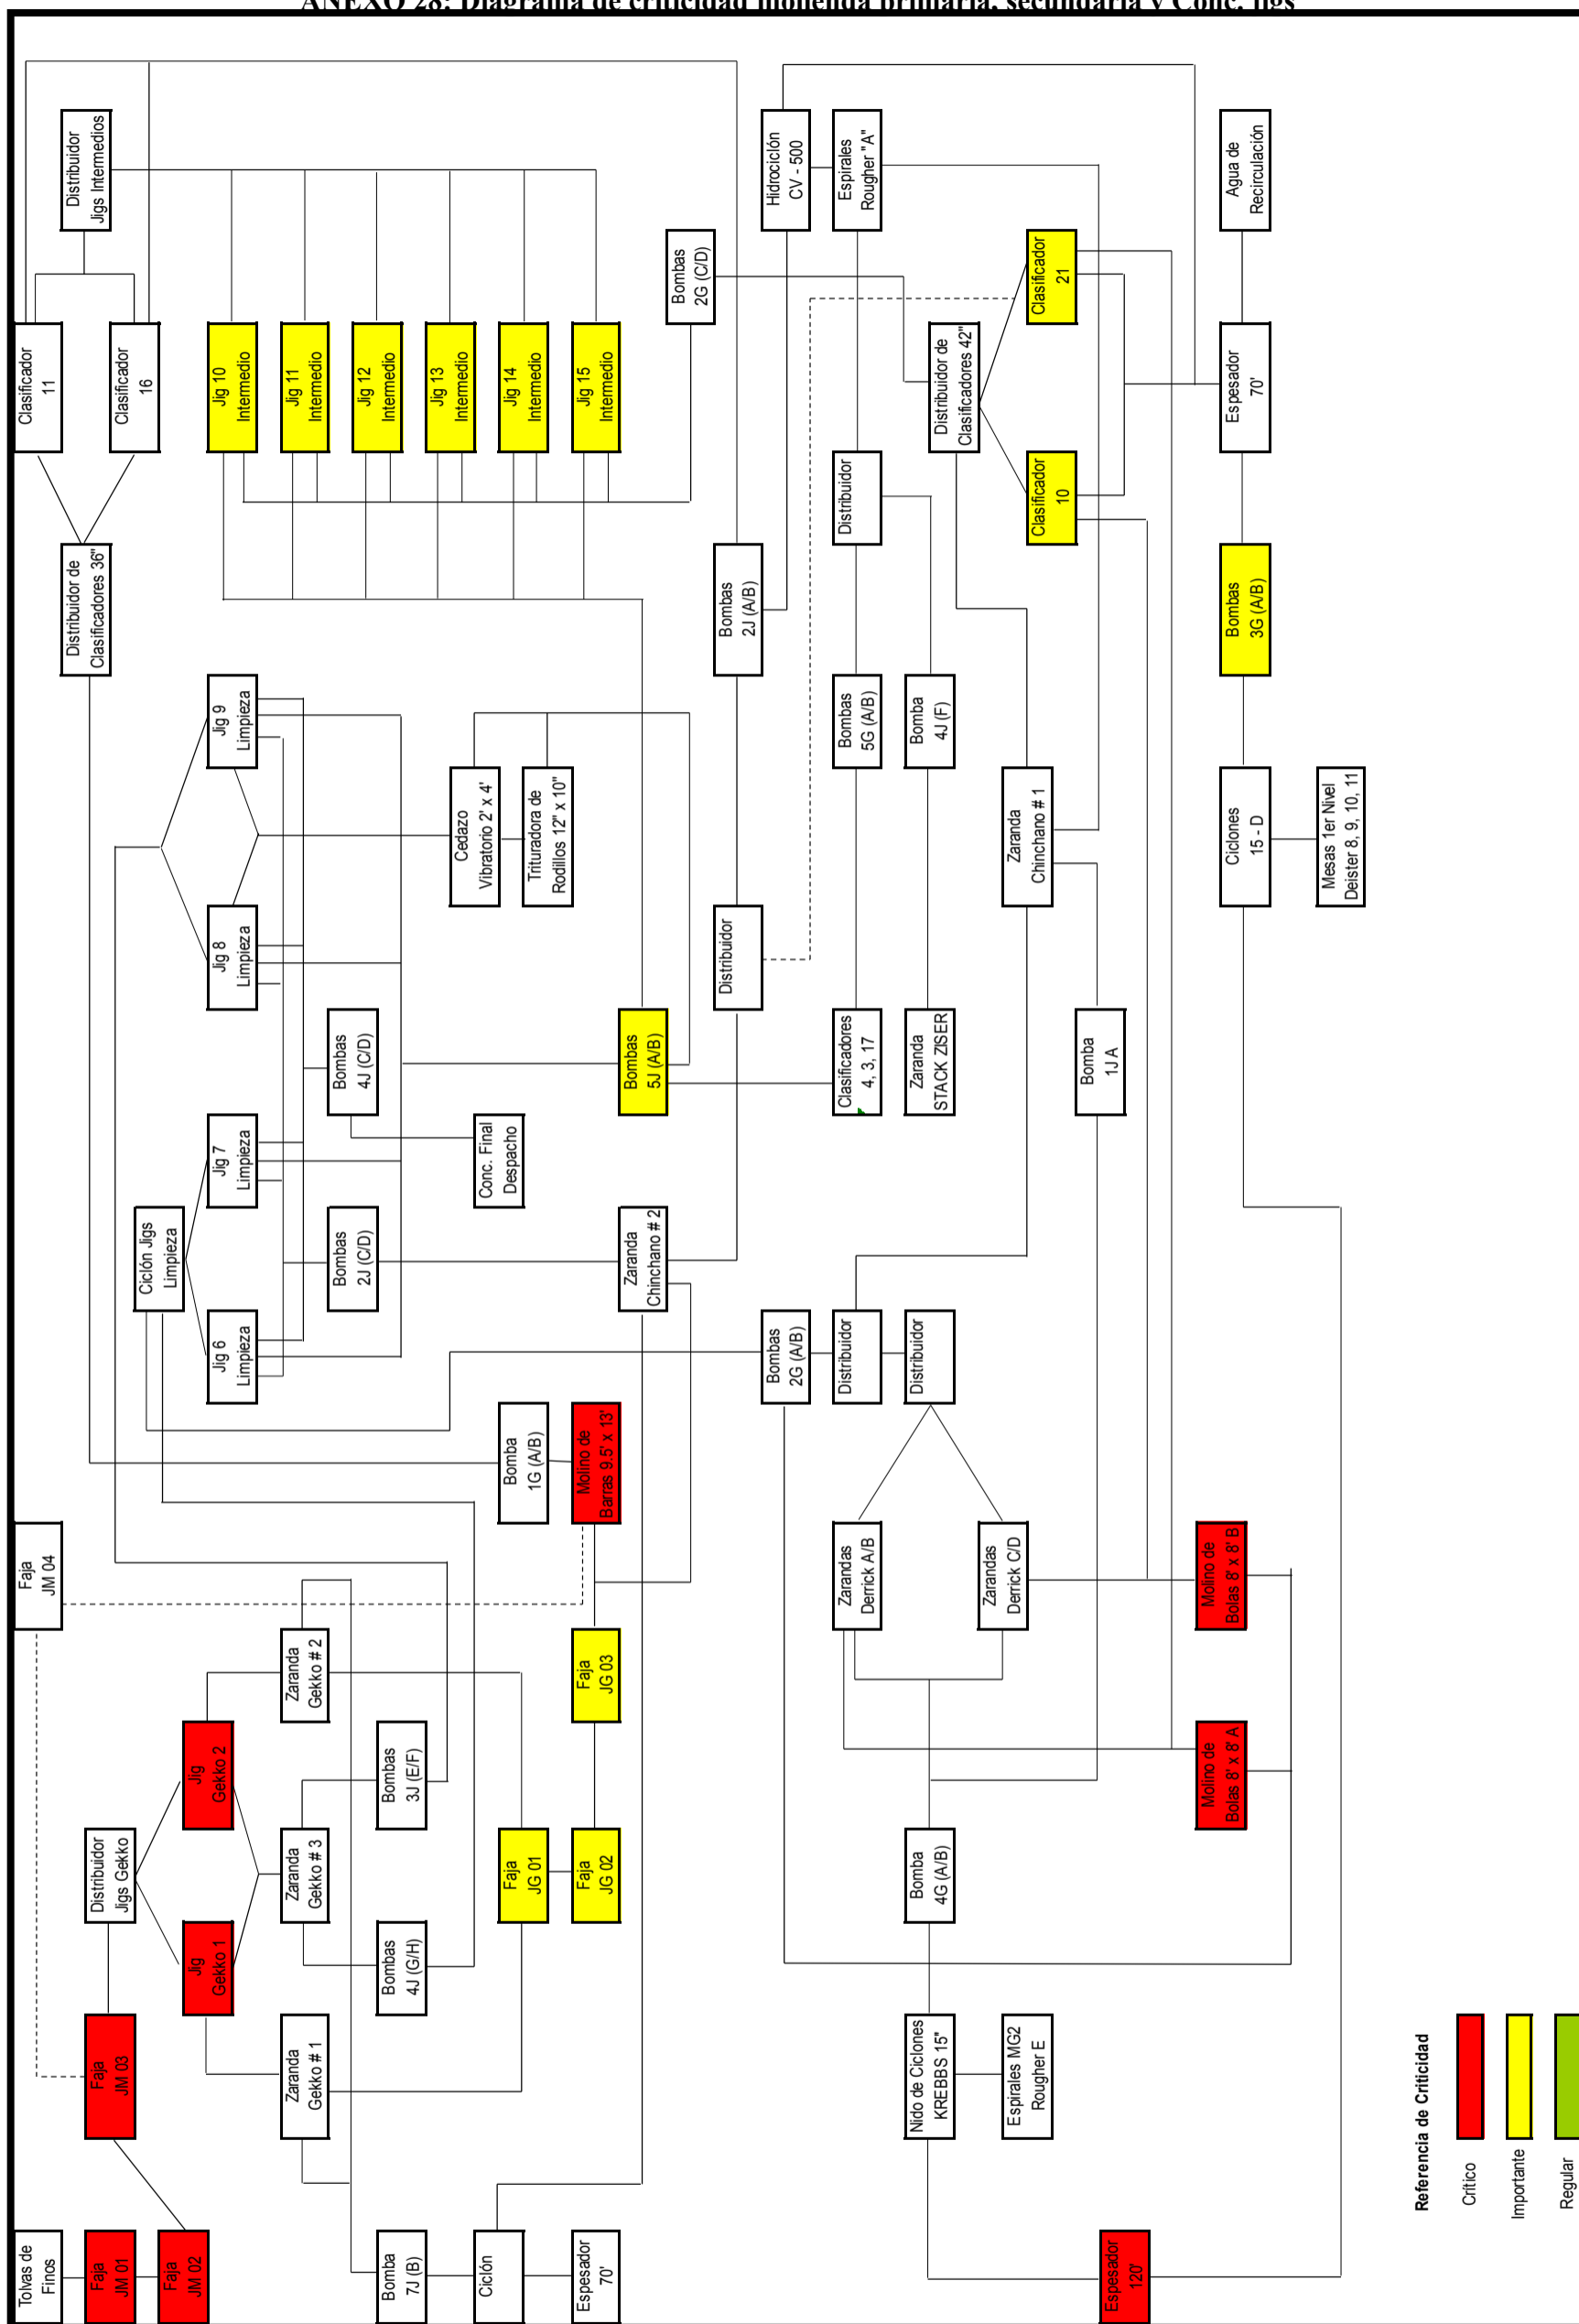 ANEXO 28: Diagrama de criticidad molienda primaria, secundaria y Conc. jigs
Tolvas de
Finos
Faja
JM 04
Clasificador
11
Faja
JM 01
Faja
JM 03
Distribuidor
Jigs Gekko
Distribuidor de
Clasificadores 36"
Distribuidor
Jigs Intermedios
Clasificador
16
Ciclón Jigs
Limpieza
Faja
JM 02
Jig
Gekko 1
Jig
Gekko 2
Jig 6
Limpieza
Jig 7
Limpieza
Jig 8
Limpieza
Jig 9
Limpieza
Jig 10
Intermedio
Zaranda
Gekko # 1
Zaranda
Gekko # 3
Zaranda
Gekko # 2
Jig 11
Intermedio
Bombas
2J (C/D)
Bombas
4J (C/D)
Jig 12
Intermedio
Bomba
7J (B)
Bombas
4J (G/H)
Bombas
3J (E/F)
Jig 13
Intermedio
Ciclón
Conc. Final
Despacho
Cedazo
Vibratorio 2' x 4'
Faja
JG 01
Bomba
1G (A/B)
Trituradora de
Rodillos 12" x 10"
Jig 14
Intermedio
Espesador
70'
Faja
JG 02
Faja
JG 03
Molino de
Barras 9.5' x 13'
Jig 15
Intermedio
Zaranda
Chinchano # 2
Bombas
5J (A/B)
Bombas
2G (C/D)
Distribuidor
Bombas
2J (A/B)
Bombas
2G (A/B)
Hidrociclón
CV - 500
Zarandas
Derrick A/B
Distribuidor
Clasificadores
4, 3, 17
Bombas
5G (A/B)
Distribuidor
Espirales
Rougher "A"
Nido de Ciclones
KREBBS 15"
Bomba
4G (A/B)
Distribuidor
Zaranda
STACK ZISER
Bomba
4J (F)
Distribuidor de
Clasificadores 42"
Espirales MG2
Rougher E
Zarandas
Derrick C/D
Zaranda
Chinchano # 1
Clasificador
10
Clasificador
21
Bomba
1J A
Espesador
120'
Molino de
Bolas 8' x 8' A
Molino de
Bolas 8' x 8' B
Ciclones
15 - D
Bombas
3G (A/B)
Espesador
70'
Agua de
Recirculación
Mesas 1er Nivel
Deister 8, 9, 10, 11
Referencia de Criticidad
Crítico
Importante
Regular